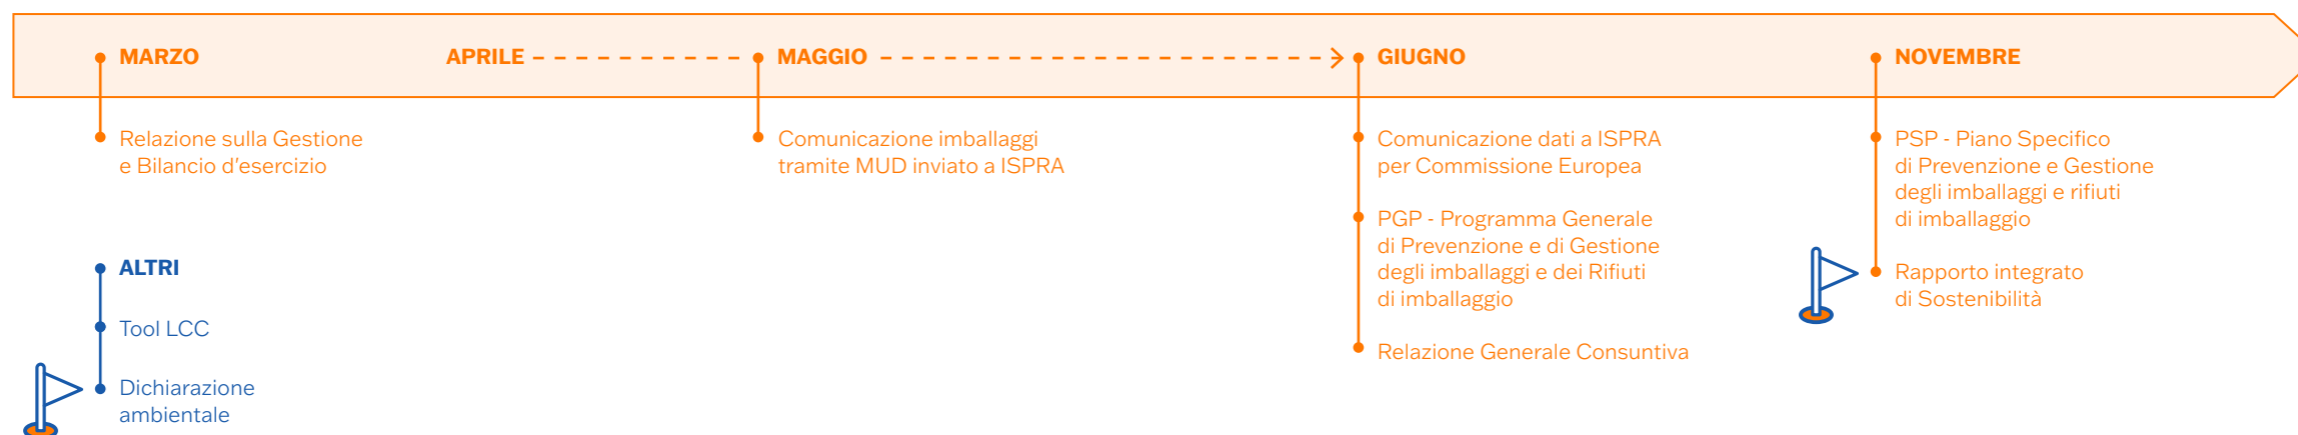 MARZO
Relazione sulla Gestione
e Bilancio d'esercizio
APRILE
MAGGIO
Comunicazione imballaggi
tramite MUD inviato a ISPRA
GIUGNO
Comunicazione dati a ISPRA
per Commissione Europea
PGP - Programma Generale
di Prevenzione e di Gestione
degli imballaggi e dei Rifiuti
di imballaggio
Relazione Generale Consuntiva
NOVEMBRE
PSP - Piano Specifico
di Prevenzione e Gestione
degli imballaggi e rifiuti
di imballaggio
Rapporto integrato
di Sostenibilità
ALTRI
Tool LCC
Dichiarazione
ambientale